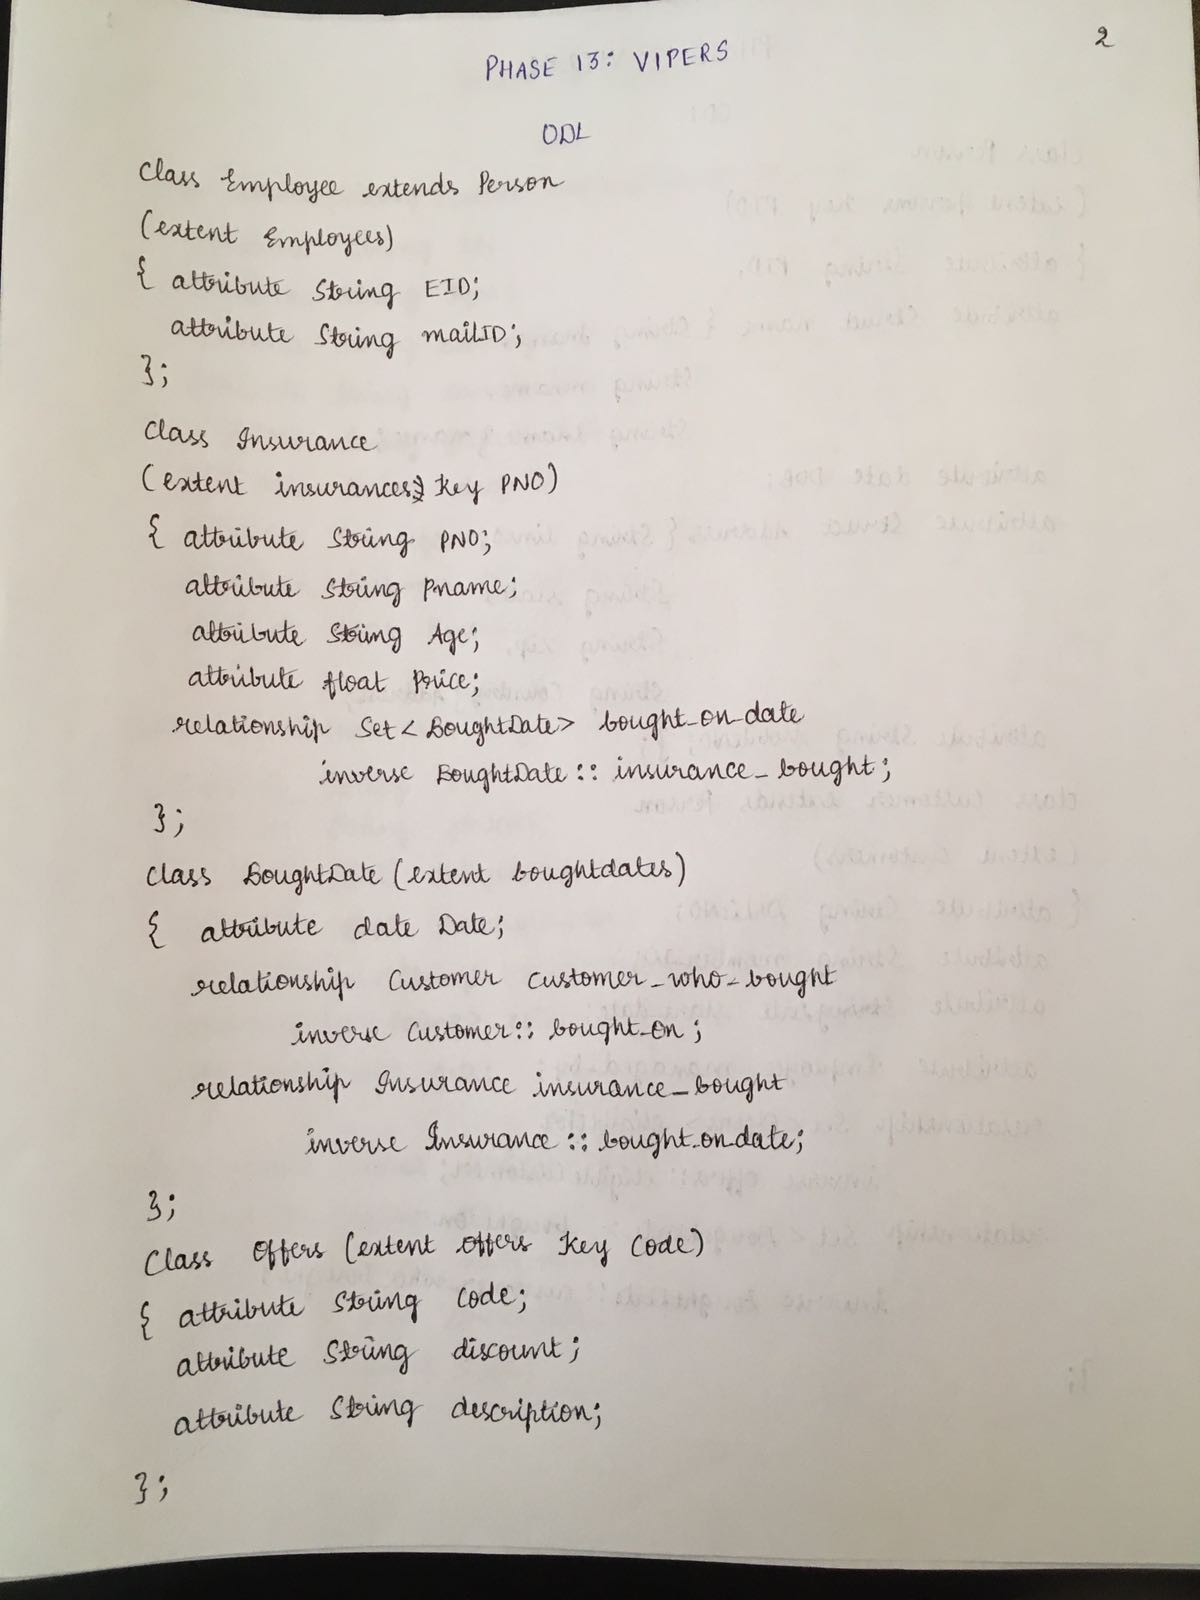 2
PHASE 13: VIPERS
ODL
Class Employee extends Person
(extent Employees)
{ attribute String EID;
attribute String mailID;
};
Class Insurance
(extent insurances Key PNO)
{ attribute String PNO;
attribute String Pname;
attribute String Age;
attribute float Price;
relationship Set < BoughtDate> bought_on_date
inverse BoughtDate:: insurance_bought;
};
Class BoughtDate (extent boughtdates)
{ attribute date Date;
relationship Customer Customer_who_bought
inverse Customer:: bought_on;
relationship Insurance insurance_bought
inverse Insurance :: bought_on_date;
};
Class Offers (extent offers Key Code)
{ attribute String Code;
attribute String discount;
attribute String description;
};